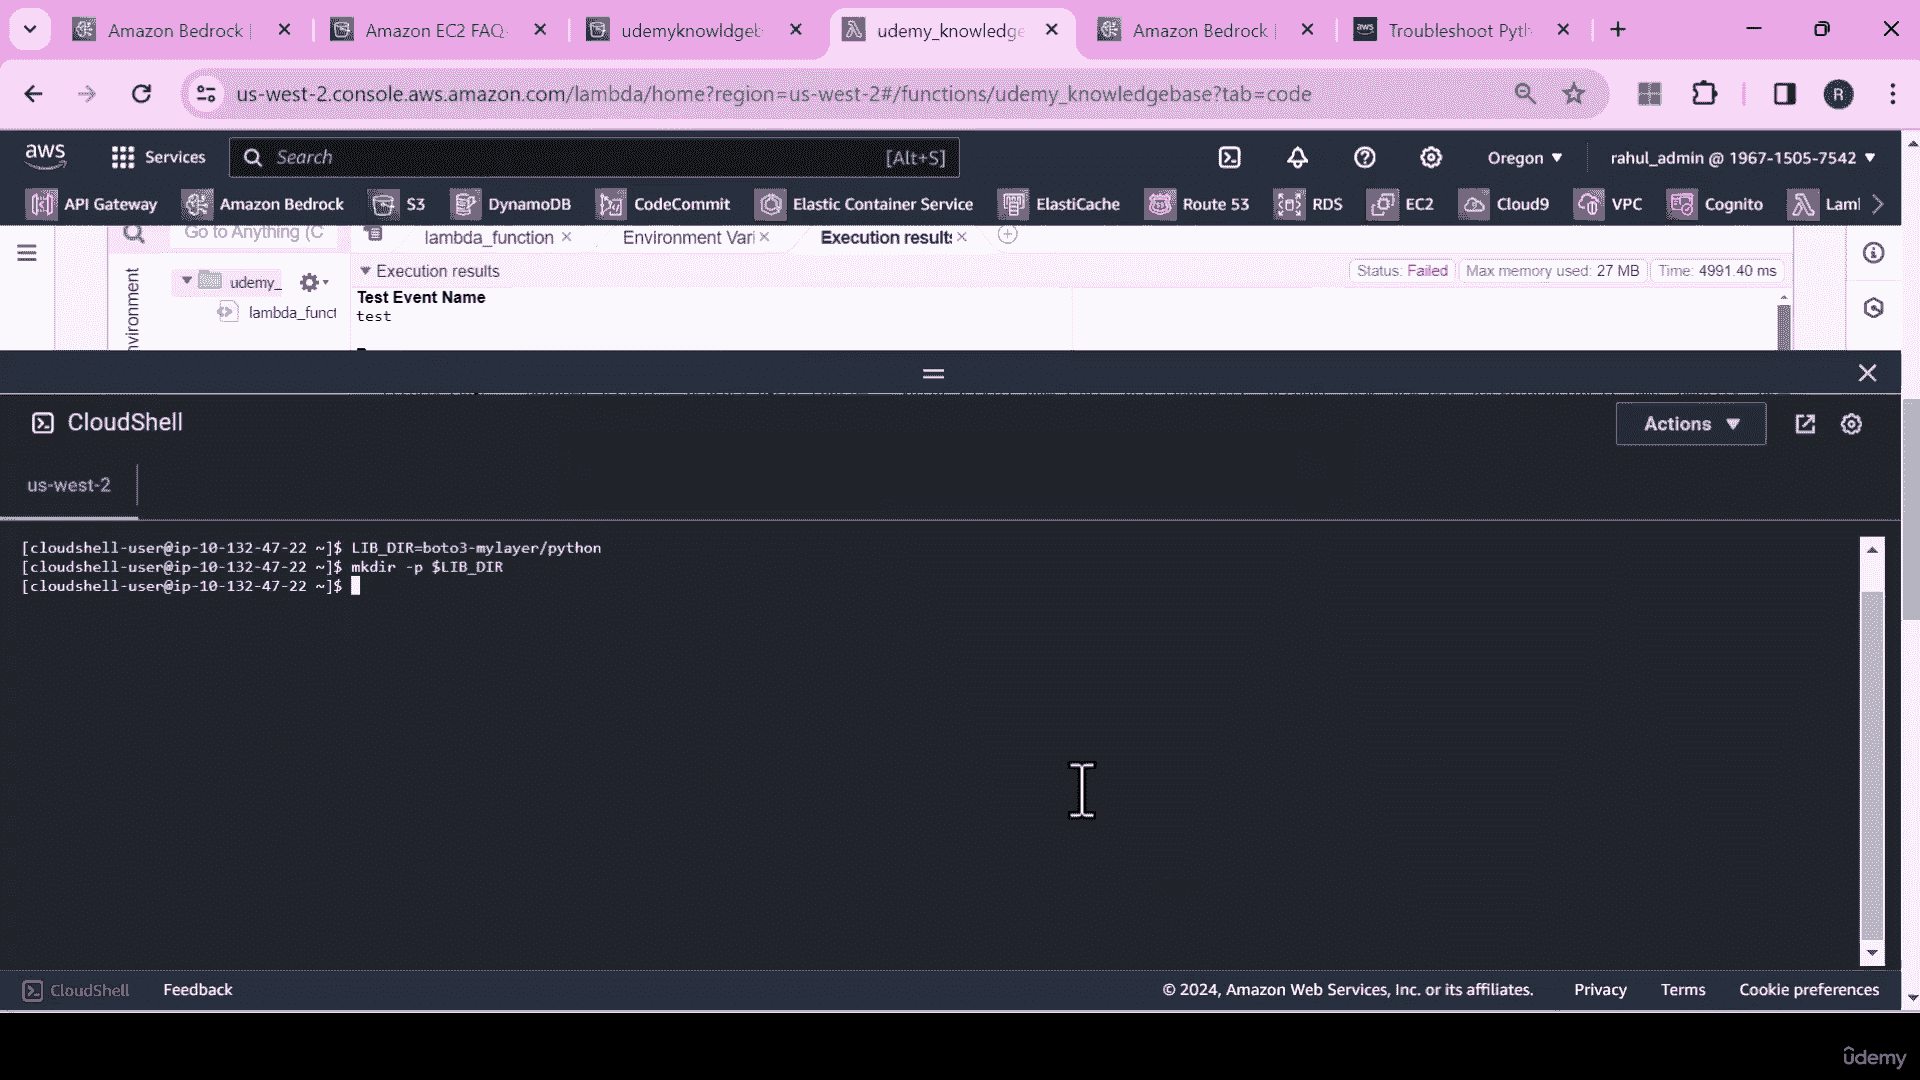 Amazon Bedrock
Amazon EC2 FAQ
udemyknowldgeb
udemy_knowledge
Amazon Bedrock
Troubleshoot Pyth
us-west-2.console.aws.amazon.com/lambda/home?region=us-west-2#/functions/udemy_knowledgebase?tab=code
R
aws
Services
Search
[Alt+S]
Oregon
rahul_admin @ 1967-1505-7542
API Gateway
Amazon Bedrock
S3
DynamoDB
CodeCommit
Elastic Container Service
ElastiCache
Route 53
RDS
EC2
Cloud9
VPC
Cognito
Laml
Go to Anything (C
lambda_function
Environment Vari
Execution results
Execution results
Status: Failed
Max memory used: 27 MB
Time: 4991.40 ms
udemy_
Test Event Name
lambda_funct
test
CloudShell
Actions
us-west-2
[cloudshell-user@ip-10-132-47-22 ~]$ LIB_DIR=boto3-mylayer/python
[cloudshell-user@ip-10-132-47-22 ~]$ mkdir -p $LIB_DIR
[cloudshell-user@ip-10-132-47-22 ~]$
CloudShell
Feedback
© 2024, Amazon Web Services, Inc. or its affiliates.
Privacy
Terms
Cookie preferences
udemy